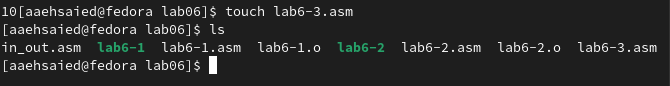 10[aaehsaied@fedora lab06]$ touch lab6-3.asm
[aaehsaied@fedora lab06]$ ls
in_out.asm  lab6-1  lab6-1.asm  lab6-1.o  lab6-2  lab6-2.asm  lab6-2.o  lab6-3.asm
[aaehsaied@fedora lab06]$